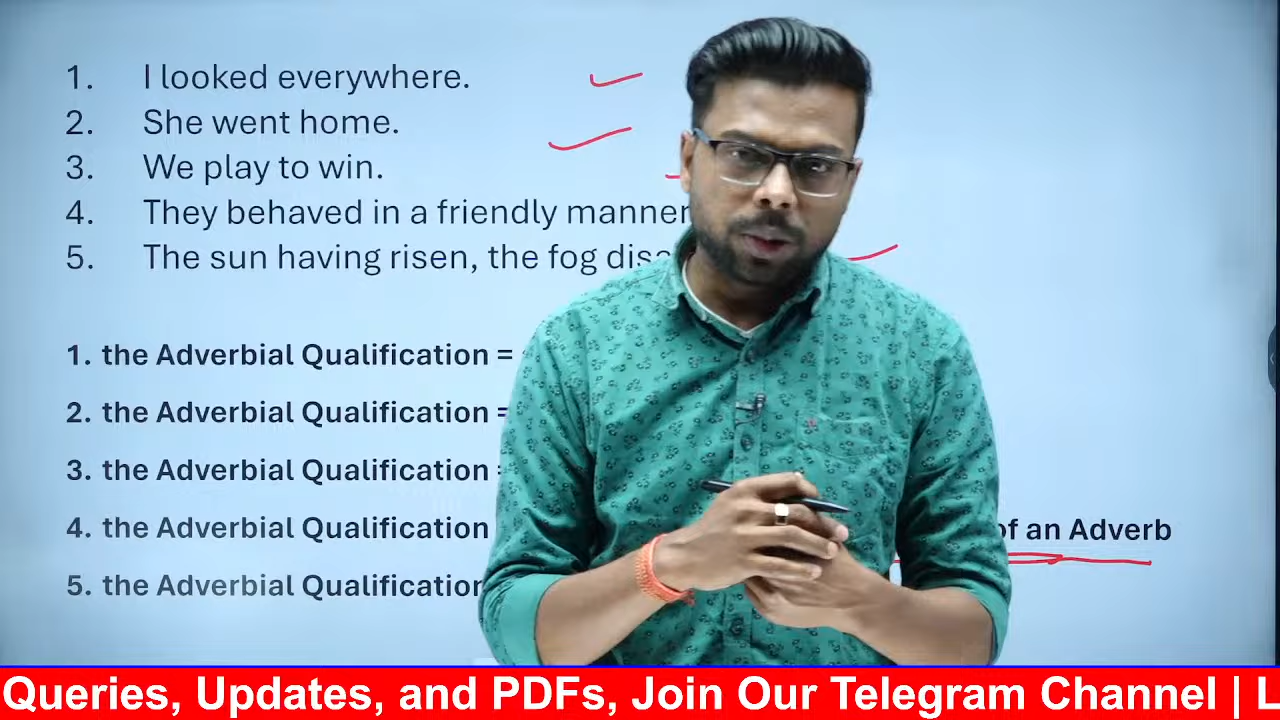 1. I looked everywhere.
2. She went home.
3. We play to win.
4. They behaved in a friendly manner
5. The sun having risen, the fog
1. the Adverbial Qualification =
2. the Adverbial Qualification =
3. the Adverbial Qualification
4. the Adverbial Qualification of an Adverb
5. the Adverbial Qualification
Queries, Updates, and PDFs, Join Our Telegram Channel | L